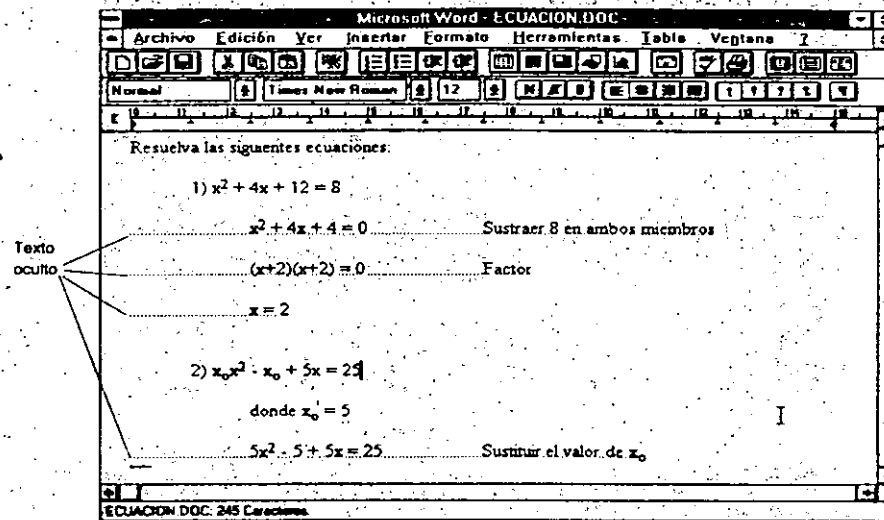 Microsoft Word - ECUACION.DOC
Archivo Edición Ver Insertar Formato Herramientas Tabla Ventana ?
Normal Times New Roman 12 N K S
Resuelva las siguientes ecuaciones:
1) x² + 4x + 12 = 8
x² + 4x + 4 = 0 Sustraer 8 en ambos miembros
Texto
oculto
(x+2)(x+2) = 0 Factor
x = 2
2) xₒx² - xₒ + 5x = 25
donde xₒ = 5
5x² - 5 + 5x = 25 Sustituir el valor de xₒ
ECUACION.DOC: 245 Caracteres